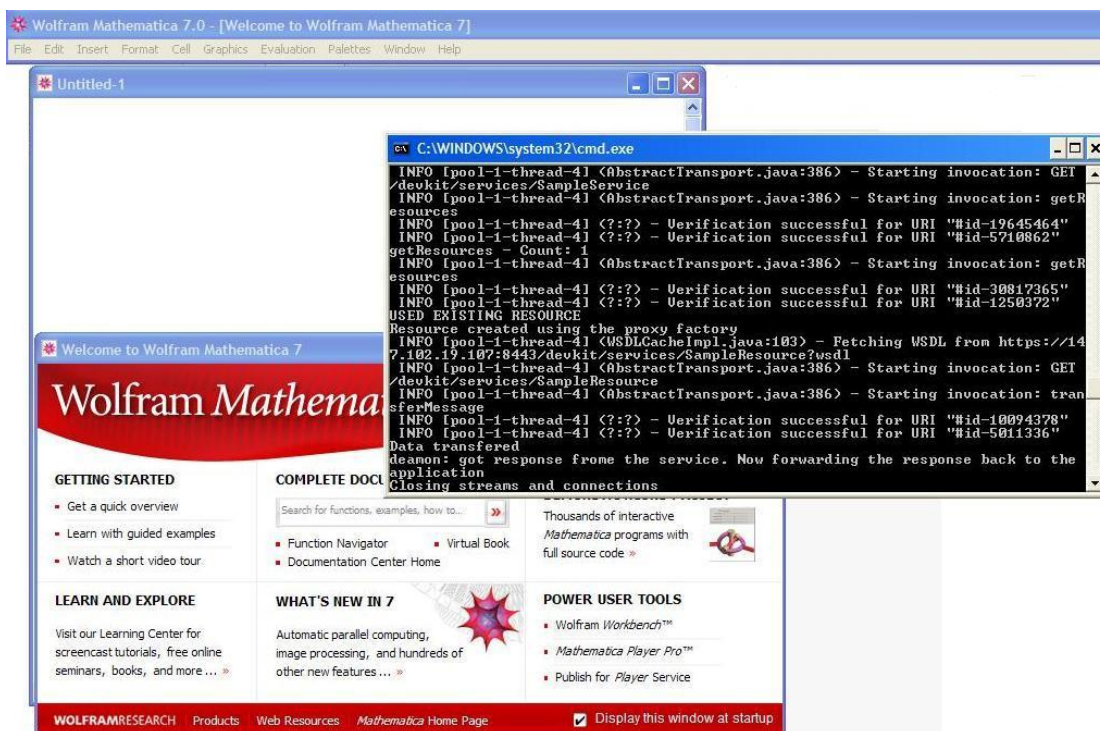 Wolfram Mathematica 7.0 - [Welcome to Wolfram Mathematica 7]
File Edit Insert Format Cell Graphics Evaluation Palettes Window Help
Untitled-1
C:\WINDOWS\system32\cmd.exe
INFO [pool-1-thread-4] (AbstractTransport.java:386) - Starting invocation: GET
/devkit/services/SampleService
INFO [pool-1-thread-4] (AbstractTransport.java:386) - Starting invocation: getR
esources
INFO [pool-1-thread-4] (?:?) - Verification successful for URI "#id-19645464"
INFO [pool-1-thread-4] (?:?) - Verification successful for URI "#id-5710862"
getResources - Count: 1
INFO [pool-1-thread-4] (AbstractTransport.java:386) - Starting invocation: getR
esources
INFO [pool-1-thread-4] (?:?) - Verification successful for URI "#id-30817365"
INFO [pool-1-thread-4] (?:?) - Verification successful for URI "#id-1250372"
USED EXISTING RESOURCE
Resource created using the proxy factory
INFO [pool-1-thread-4] (WSDLCacheImpl.java:103) - Fetching WSDL from https://14
7.102.19.107:8443/devkit/services/SampleResource?wsdl
INFO [pool-1-thread-4] (AbstractTransport.java:386) - Starting invocation: GET
/devkit/services/SampleResource
INFO [pool-1-thread-4] (AbstractTransport.java:386) - Starting invocation: tran
sferMessage
INFO [pool-1-thread-4] (?:?) - Verification successful for URI "#id-10094378"
INFO [pool-1-thread-4] (?:?) - Verification successful for URI "#id-5011336"
Data transfered
deamon: got response frome the service. Now forwarding the response back to the
application
Closing streams and connections
Welcome to Wolfram Mathematica 7
Wolfram Mathema
GETTING STARTED
Get a quick overview
Learn with guided examples
Watch a short video tour
COMPLETE DOCU
Search for functions, examples, how to... »
Function Navigator
Virtual Book
Documentation Center Home
Thousands of interactive
Mathematica programs with
full source code »
LEARN AND EXPLORE
Visit our Learning Center for
screencast tutorials, free online
seminars, books, and more ... »
WHAT'S NEW IN 7
Automatic parallel computing,
image processing, and hundreds of
other new features ... »
POWER USER TOOLS
Wolfram Workbench™
Mathematica Player Pro™
Publish for Player Service
WOLFRAMRESEARCH Products Web Resources Mathematica Home Page Display this window at startup